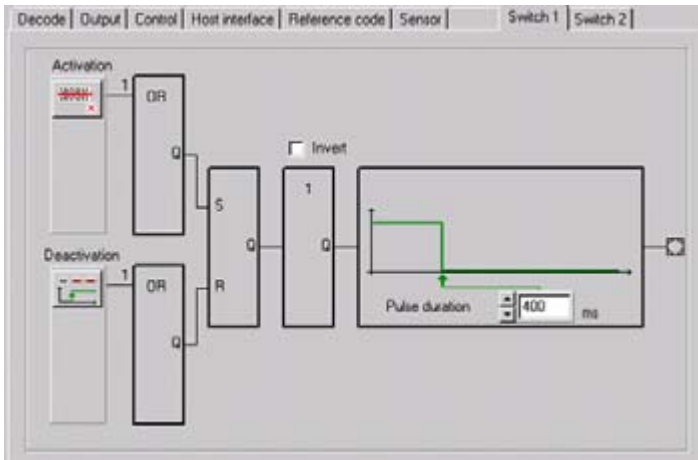 Decode Output Control Host interface Reference code Sensor Switch 1 Switch 2
Activation
1
OR
Q
Invert
1
S
Q
Q
Deactivation
1
OR
R
Q
Pulse duration 400 ms